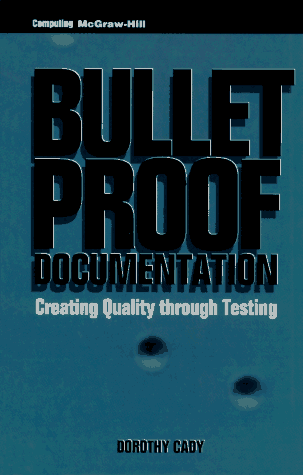 Computing McGraw-Hill
BULLET
PROOF
DOCUMENTATION
Creating Quality through Testing
DOROTHY CADY